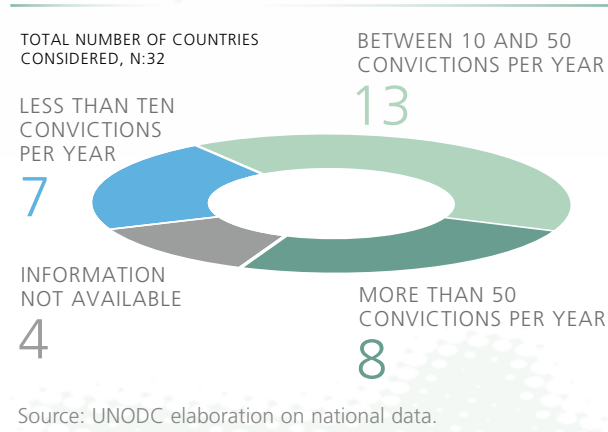 TOTAL NUMBER OF COUNTRIES
CONSIDERED, N:32
BETWEEN 10 AND 50
CONVICTIONS PER YEAR
13
LESS THAN TEN
CONVICTIONS
PER YEAR
7
INFORMATION
NOT AVAILABLE
4
MORE THAN 50
CONVICTIONS PER YEAR
8
Source: UNODC elaboration on national data.